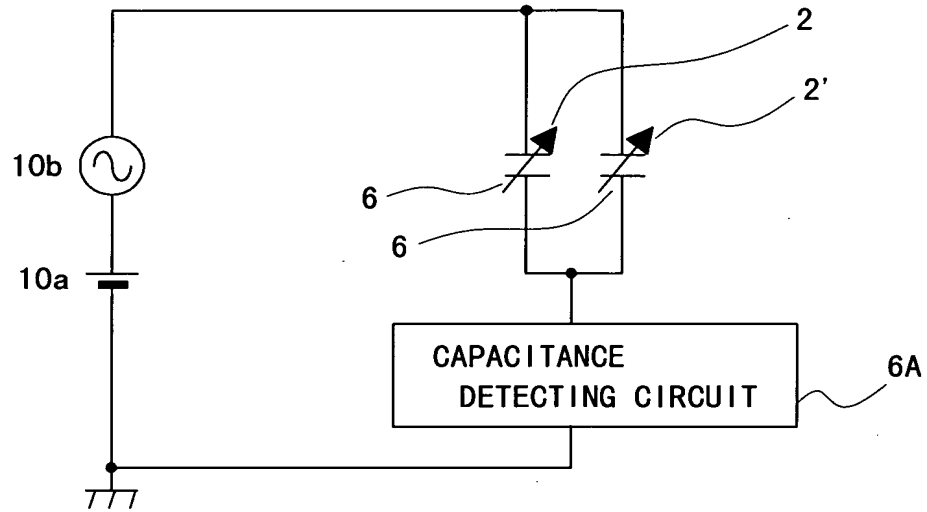 2
2'
10b
6
6
10a
CAPACITANCE
DETECTING CIRCUIT
6A